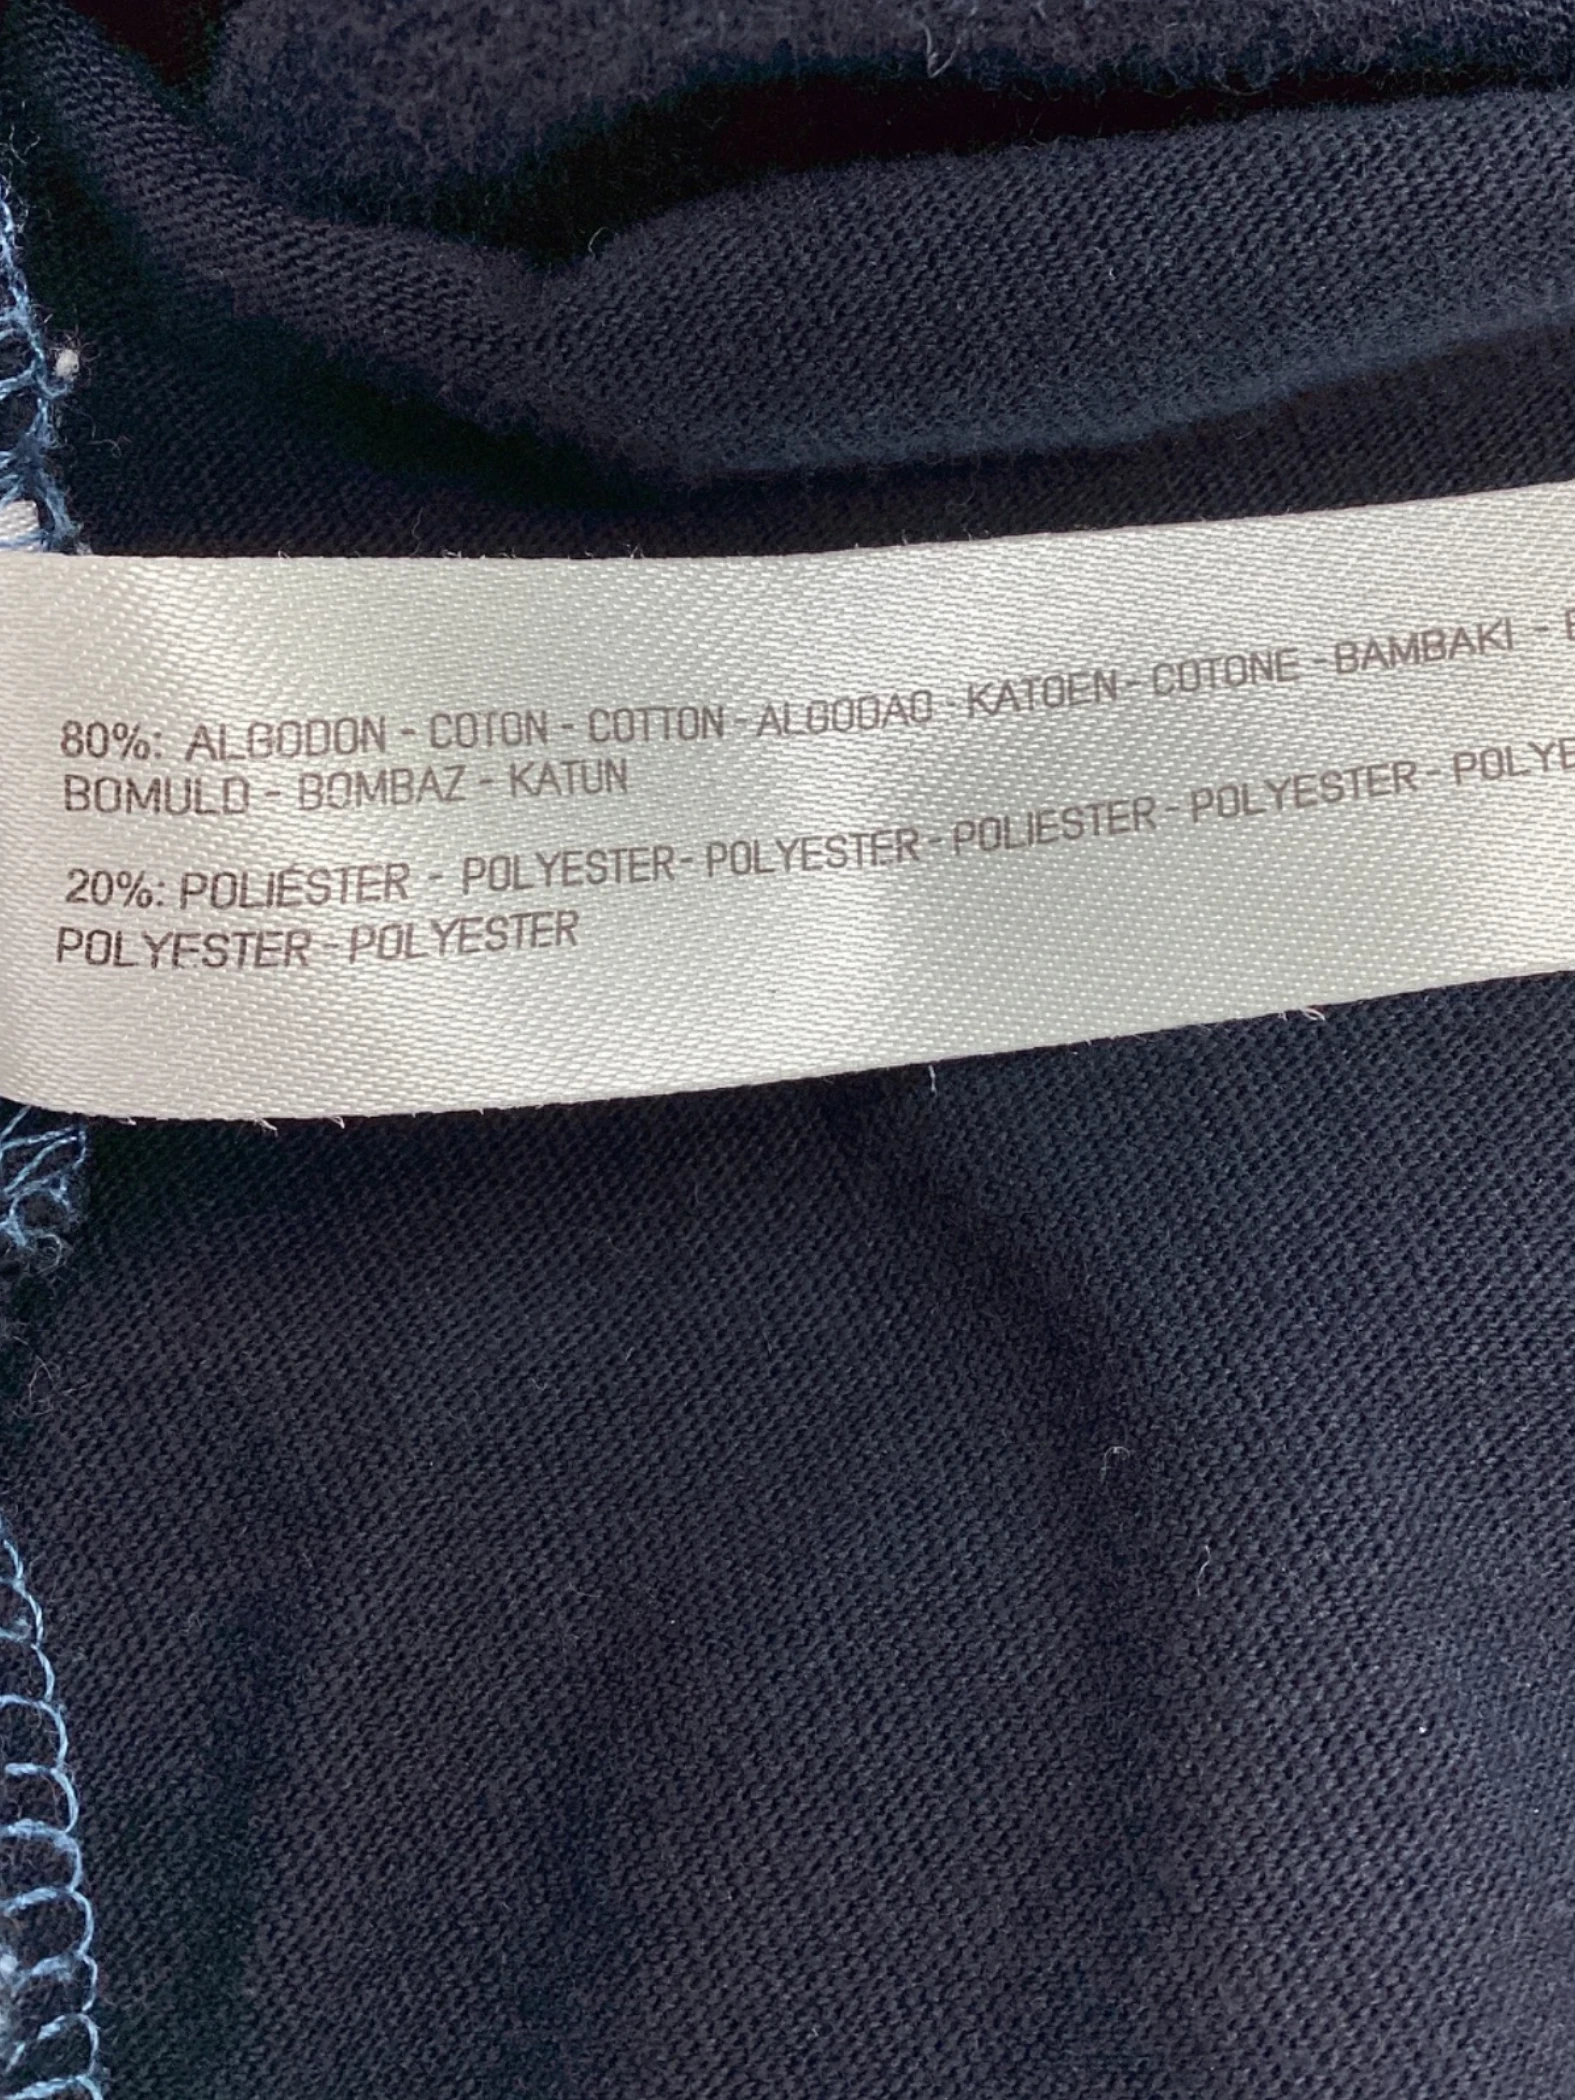 80%: ALGODON - COTON - COTTON - ALGODAO - KATOEN - COTONE - BAMBAKI -
BOMULD - BOMBAZ - KATUN
20%: POLIÉSTER - POLYESTER - POLYESTER - POLIESTER - POLYESTER - POLYE
POLYESTER - POLYESTER